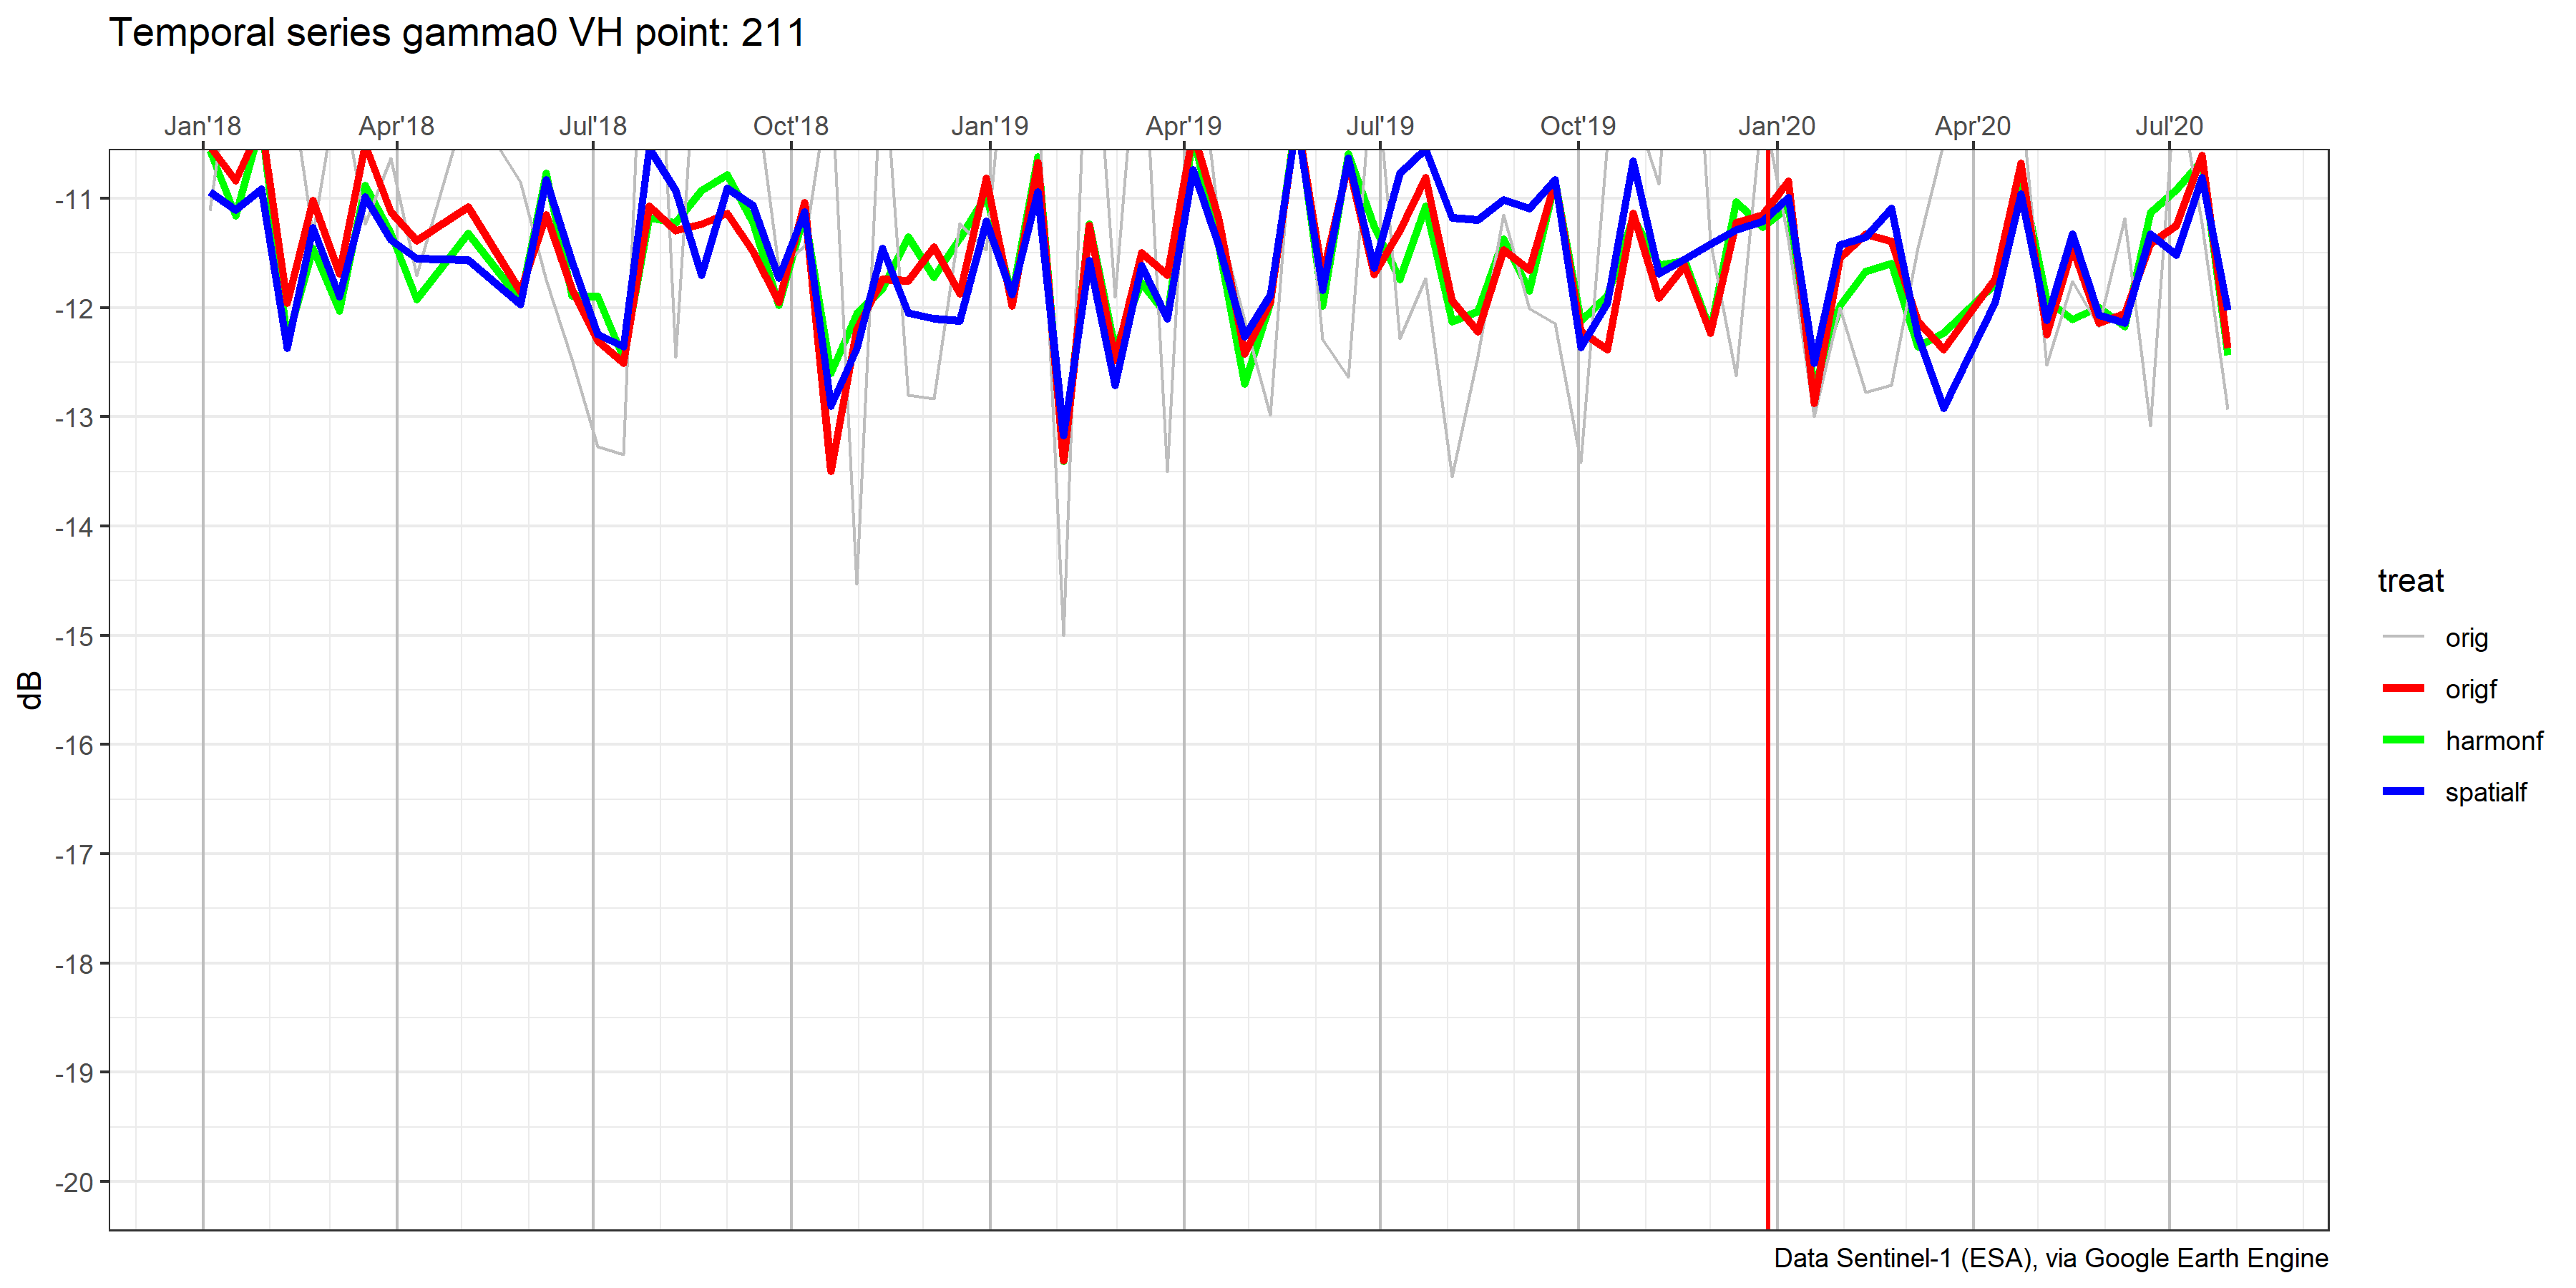 Temporal series gamma0 VH point: 211
Jan'18 Apr'18 Jul'18 Oct'18 Jan'19 Apr'19 Jul'19 Oct'19 Jan'20 Apr'20 Jul'20
-11
-12
-13
-14
-15
-16
-17
-18
-19
-20
dB
treat
orig
origf
harmonf
spatialf
Data Sentinel-1 (ESA), via Google Earth Engine